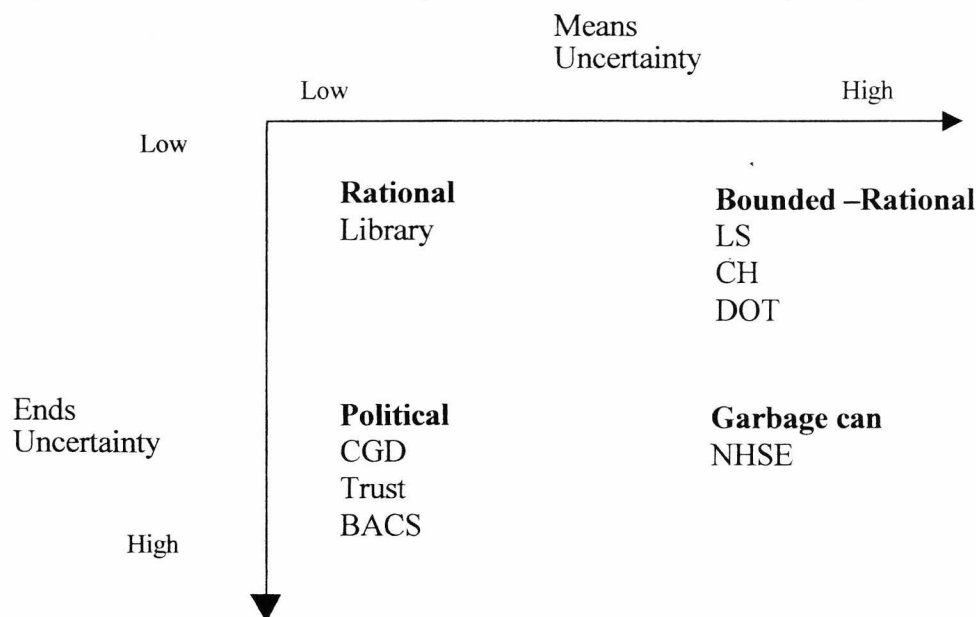 Means
Uncertainty
Low
High
Low
Rational
Library
Bounded –Rational
LS
CH
DOT
Ends
Uncertainty
Political
CGD
Trust
BACS
Garbage can
NHSE
High